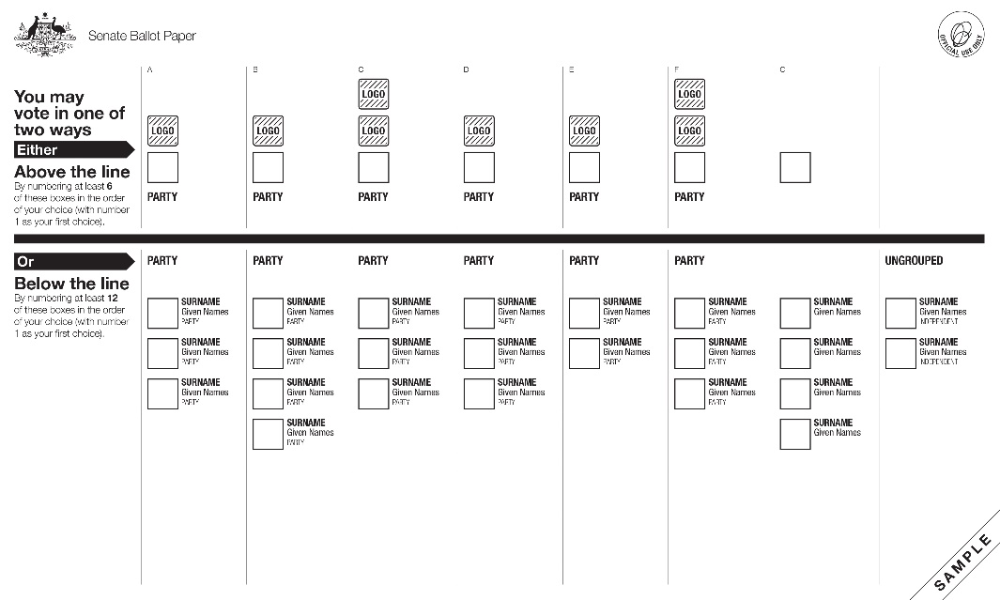 Senate Ballot Paper
OFFICIAL USE ONLY
A B C D E F C
You may
vote in one of
two ways
LOGO LOGO
LOGO LOGO LOGO LOGO LOGO LOGO
Either
Above the line
By numbering at least 6
of these boxes in the order
of your choice (with number
1 as your first choice).
PARTY PARTY PARTY PARTY PARTY PARTY
Or
PARTY PARTY PARTY PARTY PARTY PARTY UNGROUPED
Below the line
By numbering at least 12
of these boxes in the order
of your choice (with number
1 as your first choice).
SURNAME SURNAME SURNAME SURNAME SURNAME SURNAME SURNAME SURNAME
Given Names Given Names Given Names Given Names Given Names Given Names Given Names Given Names
PARTY PARTY PARTY PARTY PARTY PARTY INDEPENDENT
SURNAME SURNAME SURNAME SURNAME SURNAME SURNAME SURNAME SURNAME
Given Names Given Names Given Names Given Names Given Names Given Names Given Names Given Names
PARTY PARTY PARTY PARTY PARTY PARTY INDEPENDENT
SURNAME SURNAME SURNAME SURNAME SURNAME SURNAME
Given Names Given Names Given Names Given Names Given Names Given Names
PARTY PARTY PARTY PARTY PARTY
SURNAME SURNAME
Given Names Given Names
PARTY
SAMPLE